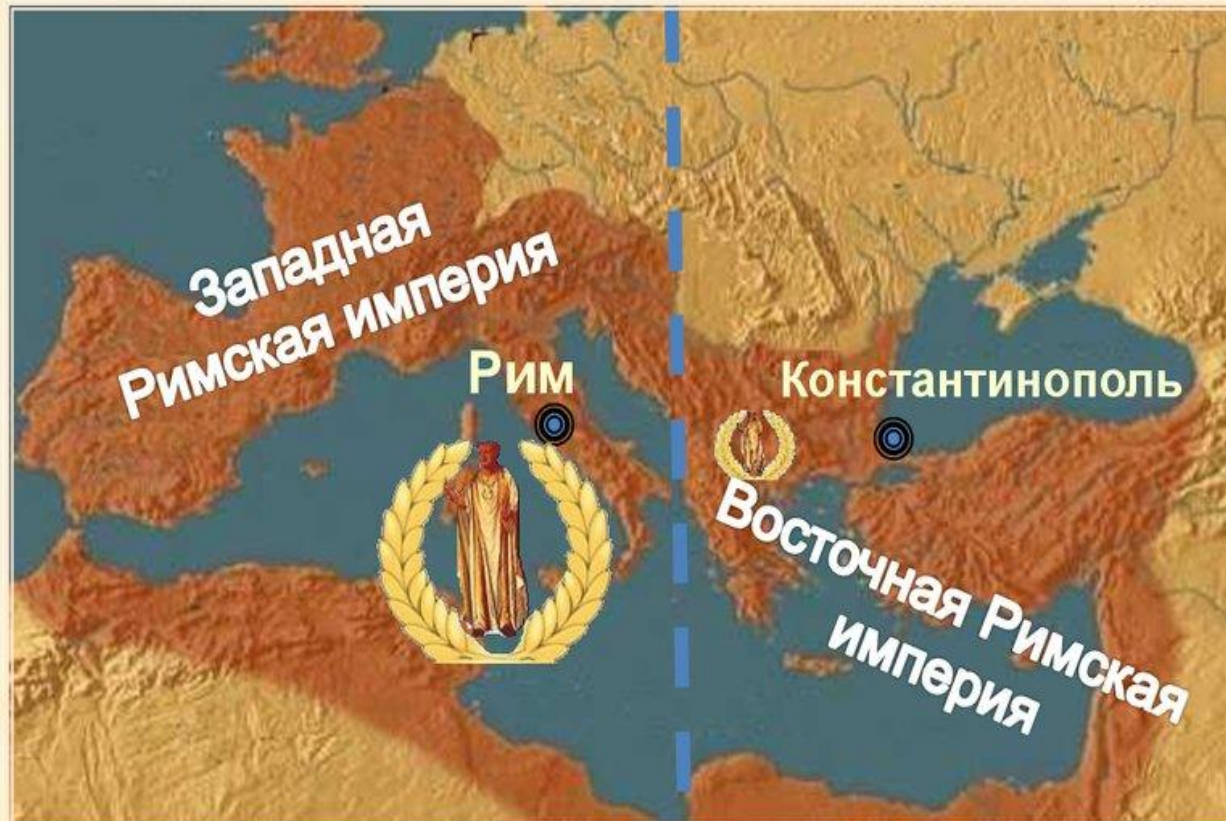 Западная
Римская империя
Рим
Константинополь
Восточная Римская
империя